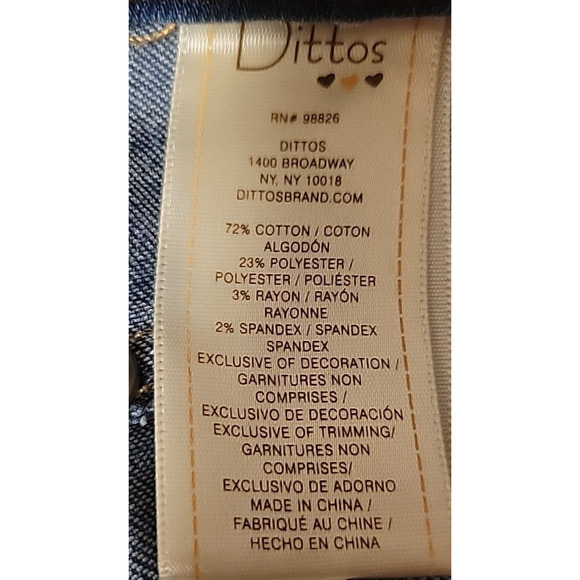 Dittos
RN# 98826
DITTOS
1400 BROADWAY
NY, NY 10018
DITTOSBRAND.COM
72% COTTON / COTON
ALGODÓN
23% POLYESTER /
POLYESTER / POLIÉSTER
3% RAYON / RAYÓN
RAYONNE
2% SPANDEX / SPANDEX
SPANDEX
EXCLUSIVE OF DECORATION /
GARNITURES NON
COMPRISES /
EXCLUSIVO DE DECORACIÓN
EXCLUSIVE OF TRIMMING/
GARNITURES NON
COMPRISES/
EXCLUSIVO DE ADORNO
MADE IN CHINA /
FABRIQUÉ AU CHINE /
HECHO EN CHINA